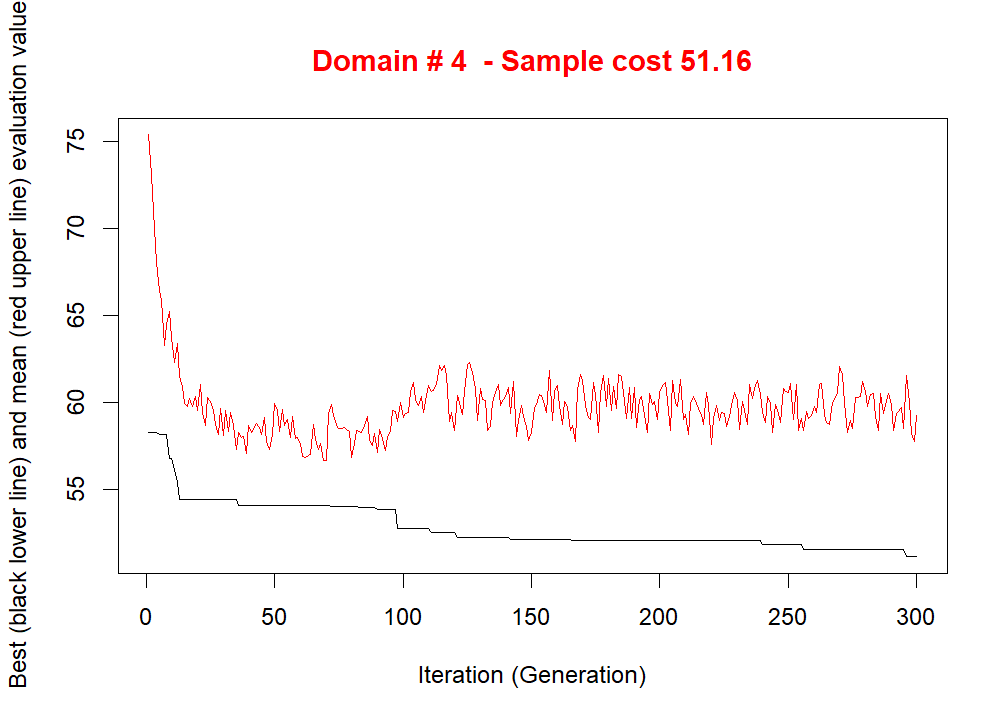 Domain # 4  - Sample cost 51.16
Best (black lower line) and mean (red upper line) evaluation value
75
70
65
60
55
0 50 100 150 200 250 300
Iteration (Generation)